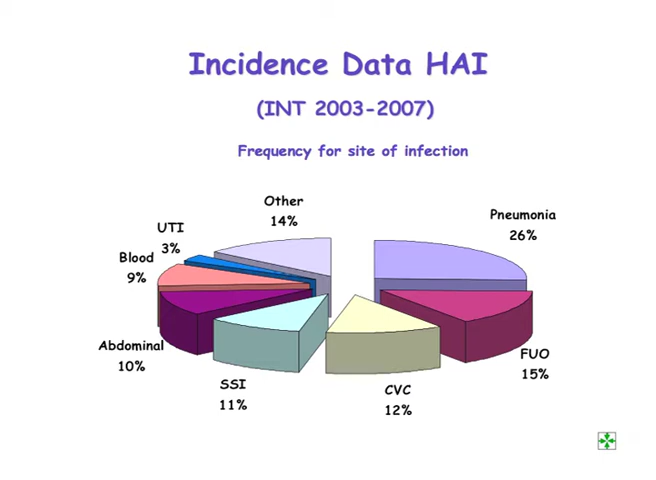 Incidence Data HAI
(INT 2003-2007)
Frequency for site of infection
Other
14%
Pneumonia
26%
UTI
3%
Blood
9%
Abdominal
10%
FUO
15%
SSI
11%
CVC
12%